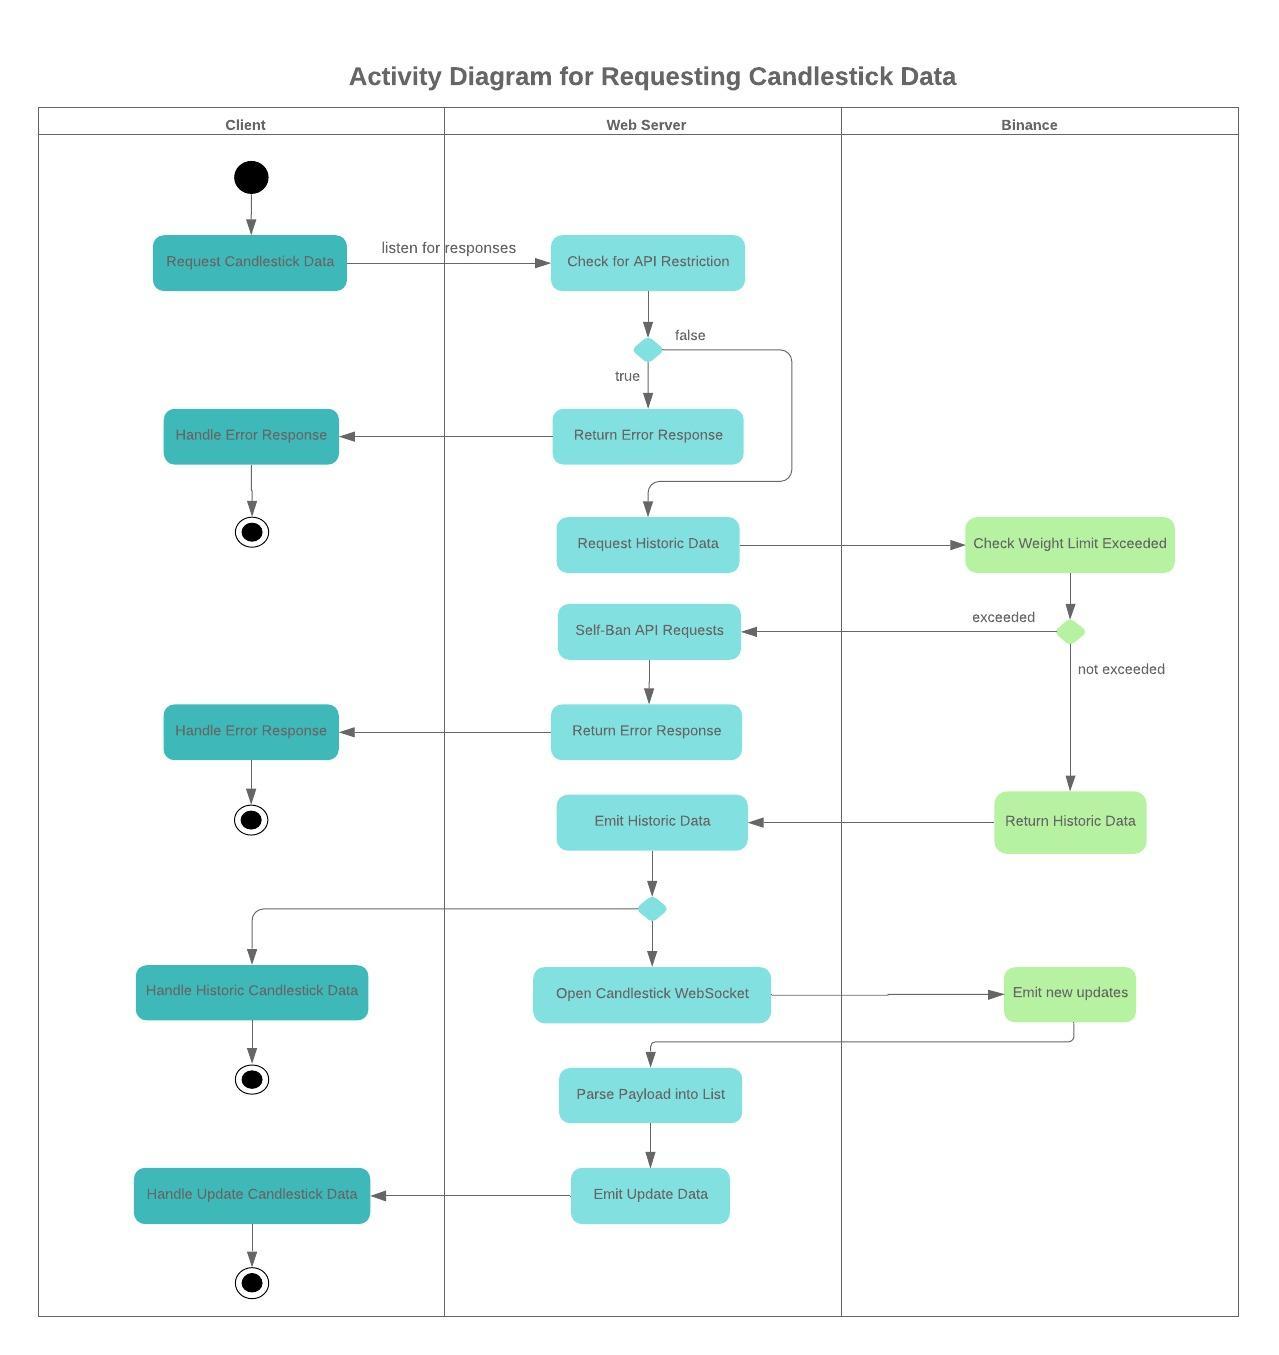 Activity Diagram for Requesting Candlestick Data
Client
Web Server
Binance
Request Candlestick Data
listen for responses
Check for API Restriction
false
true
Handle Error Response
Return Error Response
Request Historic Data
Check Weight Limit Exceeded
exceeded
Self-Ban API Requests
not exceeded
Handle Error Response
Return Error Response
Emit Historic Data
Return Historic Data
Handle Historic Candlestick Data
Open Candlestick WebSocket
Emit new updates
Parse Payload into List
Handle Update Candlestick Data
Emit Update Data